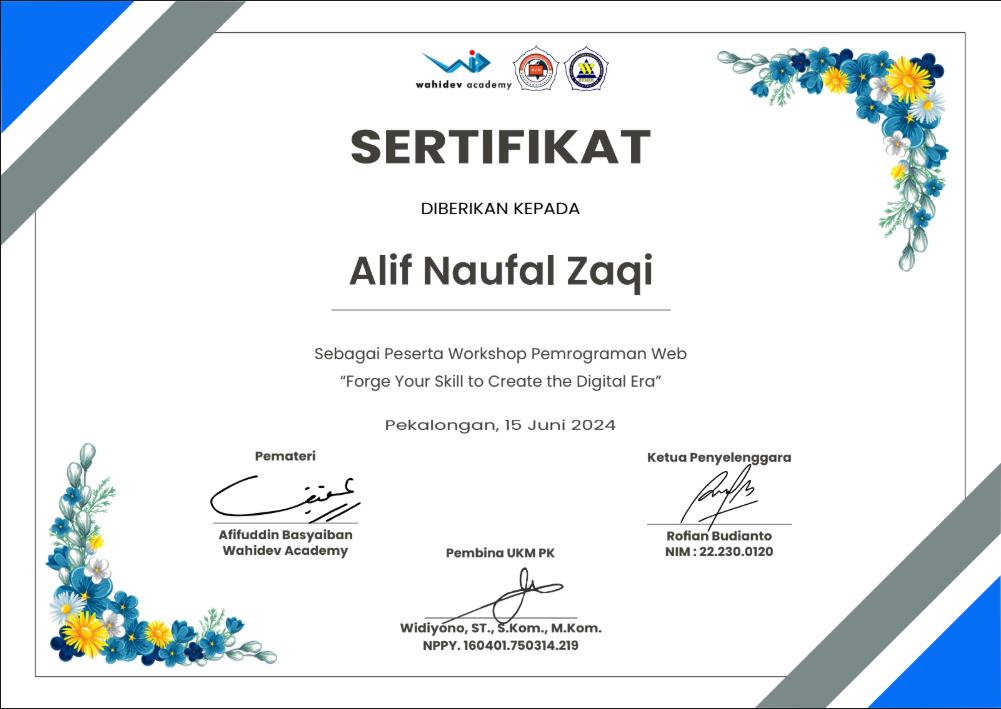 wahidev academy
SERTIFIKAT
DIBERIKAN KEPADA
Alif Naufal Zaqi
Sebagai Peserta Workshop Pemrograman Web
“Forge Your Skill to Create the Digital Era”
Pekalongan, 15 Juni 2024
Pemateri
Afifuddin Basyaiban
Wahidev Academy
Ketua Penyelenggara
Rofian Budianto
NIM : 22.230.0120
Pembina UKM PK
Widiyono, ST., S.Kom., M.Kom.
NPPY. 160401.750314.219